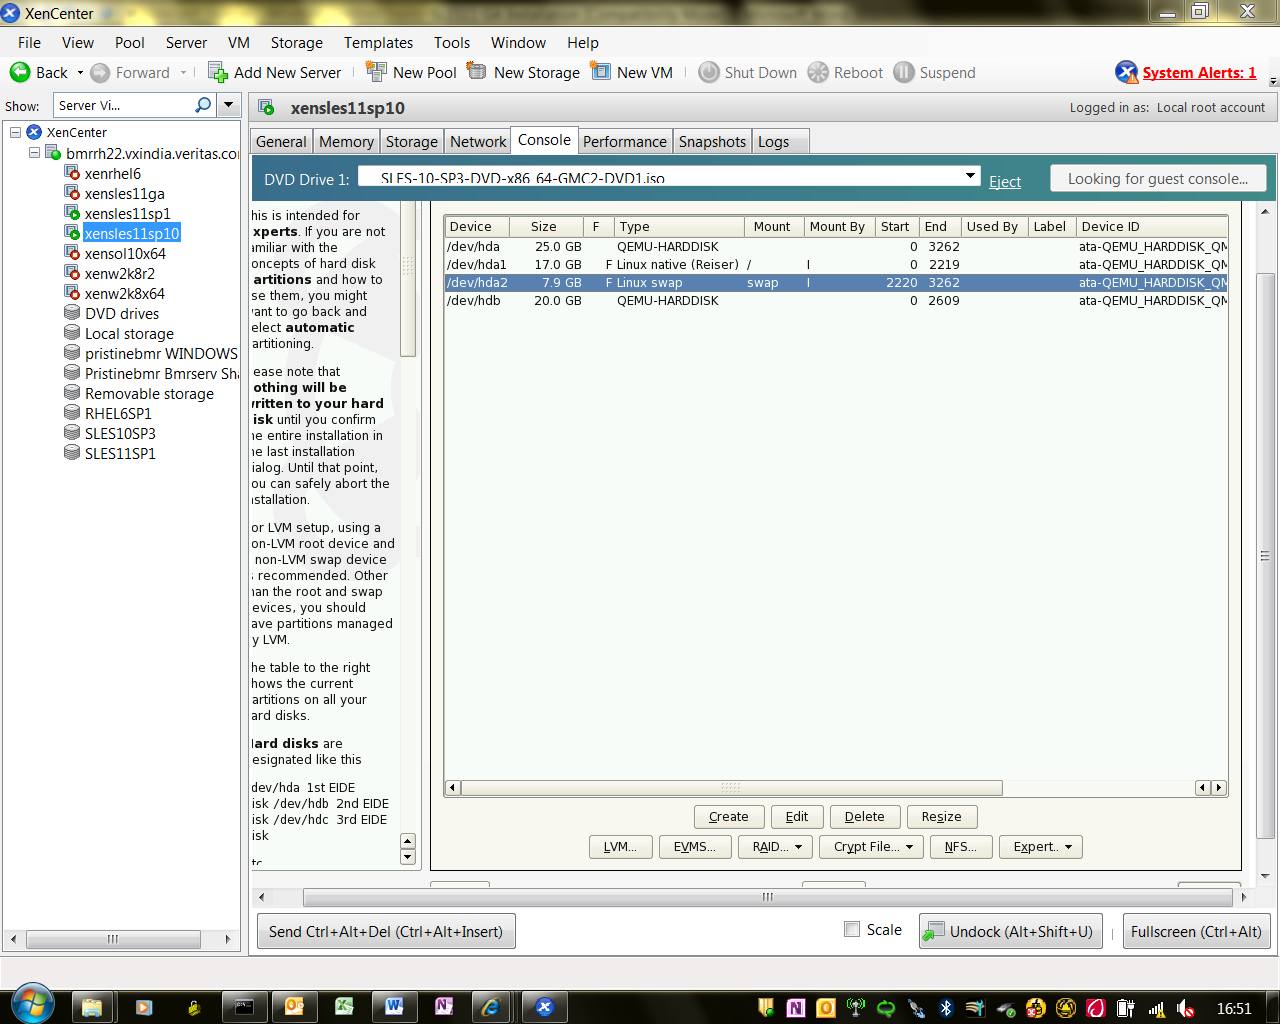 XenCenter
File View Pool Server VM Storage Templates Tools Window Help
Back Forward Add New Server New Pool New Storage New VM Shut Down Reboot Suspend System Alerts: 1
Show: Server Vi...
xensles11sp10
Logged in as: Local root account
XenCenter
bmrrh22.vxindia.veritas.co
xenrhel6
xensles11ga
xensles11sp1
xensles11sp10
xensol10x64
xenw2k8r2
xenw2k8x64
DVD drives
Local storage
pristinebmr WINDOWS
Pristinebmr Bmrserv Sha
Removable storage
RHEL6SP1
SLES10SP3
SLES11SP1
General Memory Storage Network Console Performance Snapshots Logs
DVD Drive 1: SLES-10-SP3-DVD-x86_64-GMC2-DVD1.iso Eject Looking for guest console...
his is intended for
xperts. If you are not
amiliar with the
oncepts of hard disk
artitions and how to
se them, you might
ant to go back and
elect automatic
artitioning.
ease note that
othing will be
ritten to your hard
isk until you confirm
he entire installation in
he last installation
ialog. Until that point,
ou can safely abort the
nstallation.
or LVM setup, using a
on-LVM root device and
non-LVM swap device
s recommended. Other
han the root and swap
evices, you should
ave partitions managed
y LVM.
he table to the right
hows the current
artitions on all your
ard disks.
Hard disks are
esignated like this
dev/hda 1st EIDE
isk /dev/hdb 2nd EIDE
isk /dev/hdc 3rd EIDE
isk
Device Size F Type Mount Mount By Start End Used By Label Device ID
/dev/hda 25.0 GB QEMU-HARDDISK 0 3262 ata-QEMU_HARDDISK_QM
/dev/hda1 17.0 GB F Linux native (Reiser) / I 0 2219 ata-QEMU_HARDDISK_QM
/dev/hda2 7.9 GB F Linux swap swap I 2220 3262 ata-QEMU_HARDDISK_QM
/dev/hdb 20.0 GB QEMU-HARDDISK 0 2609 ata-QEMU_HARDDISK_QM
Create Edit Delete Resize
LVM... EVMS... RAID... Crypt File... NFS... Expert..
Send Ctrl+Alt+Del (Ctrl+Alt+Insert) Scale Undock (Alt+Shift+U) Fullscreen (Ctrl+Alt)
16:51